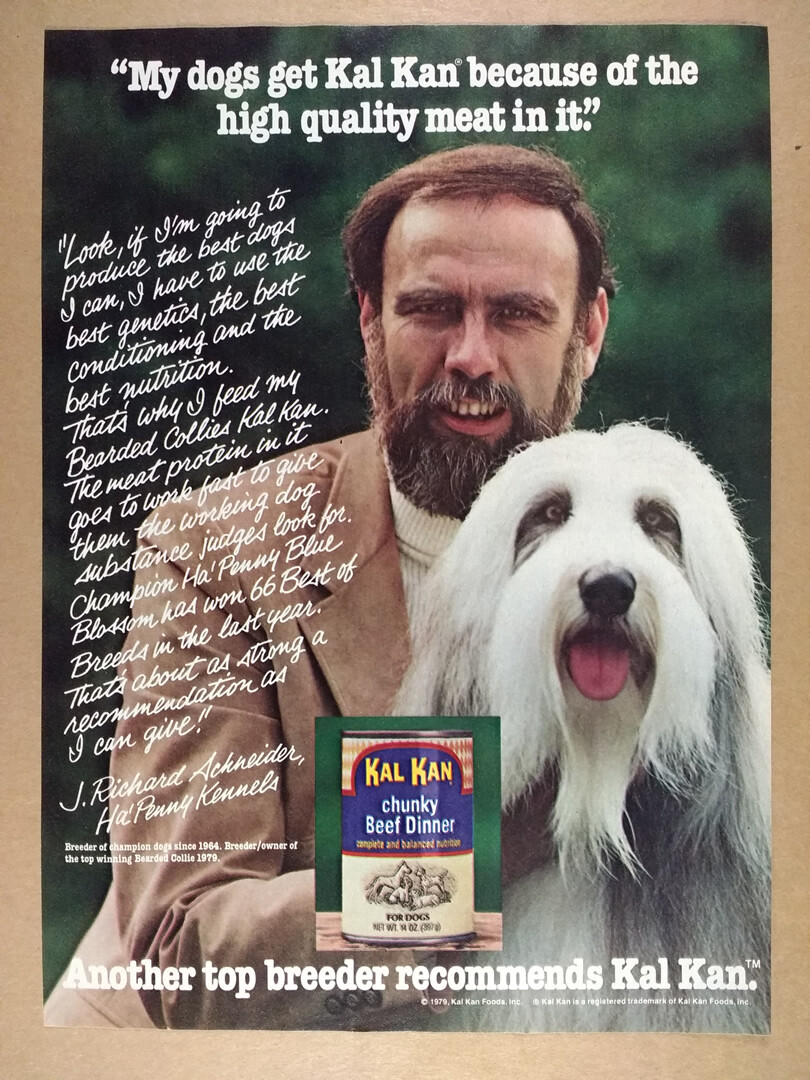 “My dogs get Kal Kan® because of the
high quality meat in it.”
"Look, if I'm going to
produce the best dogs
I can, I have to use the
best genetics, the best
conditioning and the
best nutrition.
That's why I feed my
Bearded Collies Kal Kan.
The meat protein in it
goes to work fast to give
them the working dog
substance judges look for.
Champion Ha'Penny Blue
Blossom has won 66 Best of
Breeds in the last year.
That's about as strong a
recommendation as
I can give."
J. Richard Schneider,
Ha'Penny Kennels
Breeder of champion dogs since 1964. Breeder/owner of
the top winning Bearded Collie 1979.
KAL KAN
chunky
Beef Dinner
complete and balanced nutrition
FOR DOGS
NET WT. 14 OZ. (397g)
Another top breeder recommends Kal Kan.™
© 1979, Kal Kan Foods, Inc. ® Kal Kan is a registered trademark of Kal Kan Foods, Inc.